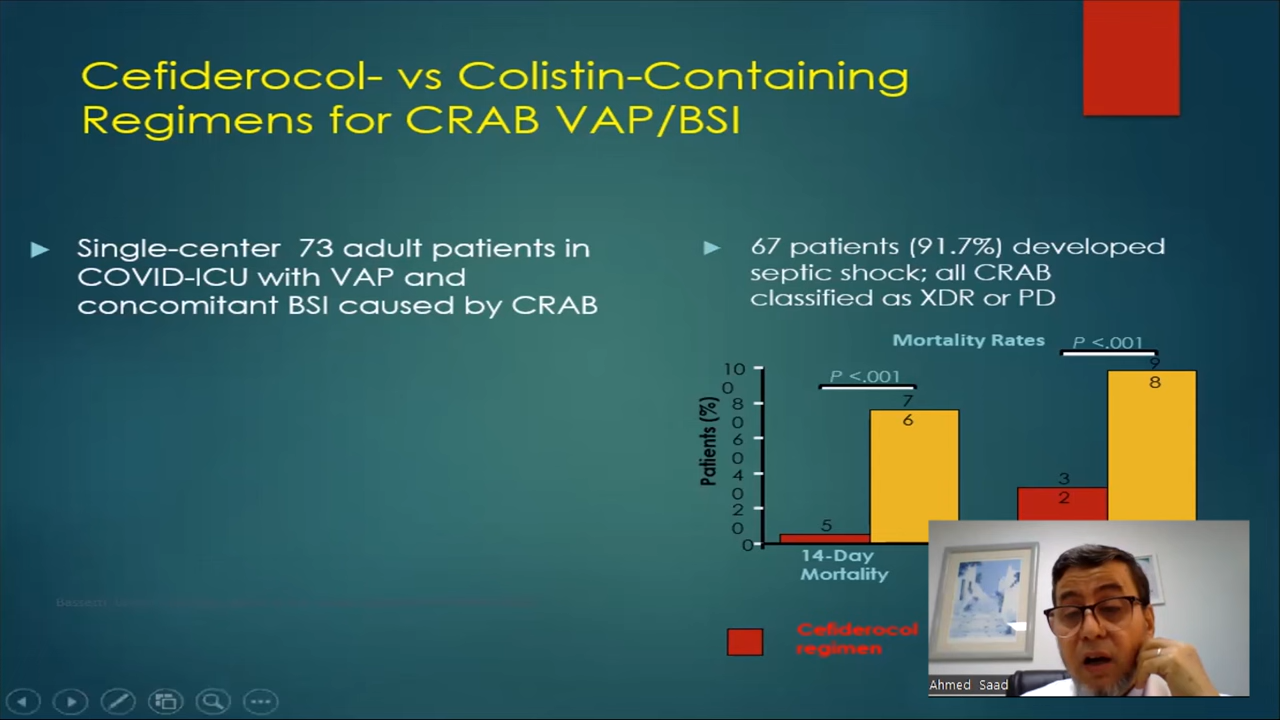 Cefiderocol- vs Colistin-Containing
Regimens for CRAB VAP/BSI
Single-center 73 adult patients in
COVID-ICU with VAP and
concomitant BSI caused by CRAB
67 patients (91.7%) developed
septic shock; all CRAB
classified as XDR or PD
Mortality Rates
P <.001
P <.001
Patients (%)
10
0
8
0
6
0
4
0
2
0
0
5
7
6
3
2
9
8
14-Day
Mortality
Cefiderocol
regimen
Ahmed Saad